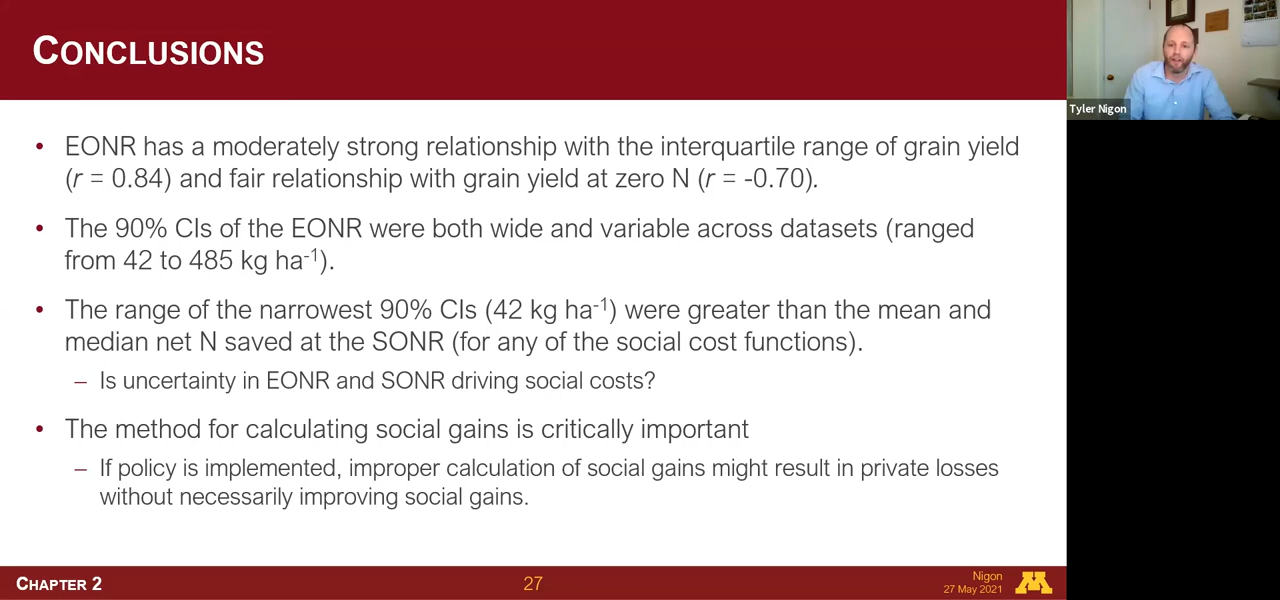 CONCLUSIONS
Tyler Nigon
• EONR has a moderately strong relationship with the interquartile range of grain yield
(r = 0.84) and fair relationship with grain yield at zero N (r = -0.70).
• The 90% CIs of the EONR were both wide and variable across datasets (ranged
from 42 to 485 kg ha⁻¹).
• The range of the narrowest 90% CIs (42 kg ha⁻¹) were greater than the mean and
median net N saved at the SONR (for any of the social cost functions).
– Is uncertainty in EONR and SONR driving social costs?
• The method for calculating social gains is critically important
– If policy is implemented, improper calculation of social gains might result in private losses
without necessarily improving social gains.
CHAPTER 2
27
Nigon
27 May 2021
M